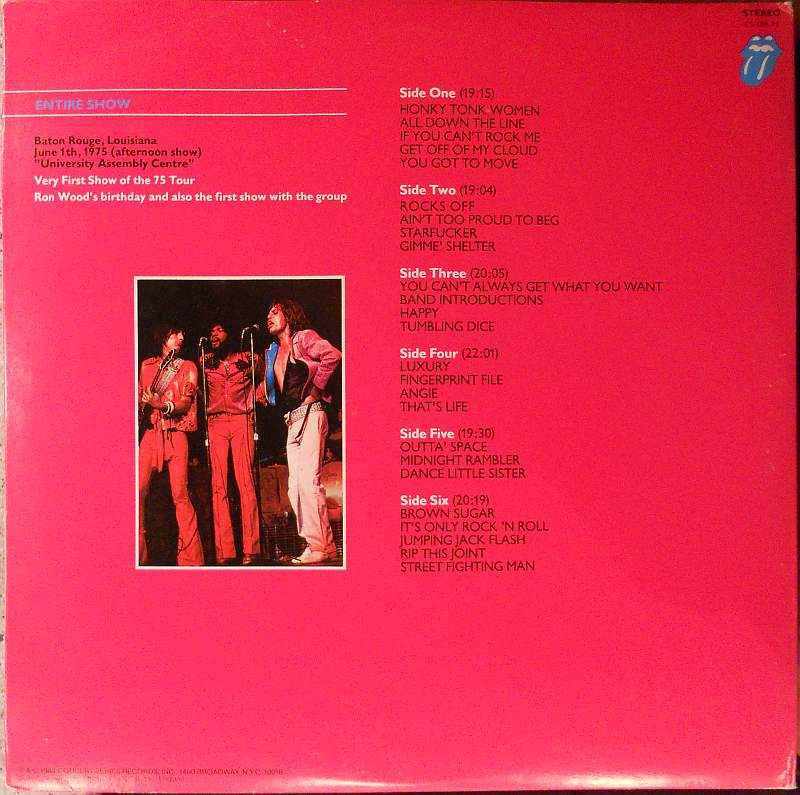 STEREO
ENTIRE SHOW
Baton Rouge, Louisiana
June 1th, 1975 (afternoon show)
"University Assembly Centre"
Very First Show of the 75 Tour
Ron Wood's birthday and also the first show with the group
Side One (19:15)
HONKY TONK WOMEN
ALL DOWN THE LINE
IF YOU CAN'T ROCK ME
GET OFF OF MY CLOUD
YOU GOT TO MOVE
Side Two (19:04)
ROCKS OFF
AIN'T TOO PROUD TO BEG
STARFUCKER
GIMME' SHELTER
Side Three (20:05)
YOU CAN'T ALWAYS GET WHAT YOU WANT
BAND INTRODUCTIONS
HAPPY
TUMBLING DICE
Side Four (22:01)
LUXURY
FINGERPRINT FILE
ANGIE
THAT'S LIFE
Side Five (19:30)
OUTTA' SPACE
MIDNIGHT RAMBLER
DANCE LITTLE SISTER
Side Six (20:19)
BROWN SUGAR
IT'S ONLY ROCK 'N ROLL
JUMPING JACK FLASH
RIP THIS JOINT
STREET FIGHTING MAN
RECORDS, INC. BROADWAY, N.Y.C.